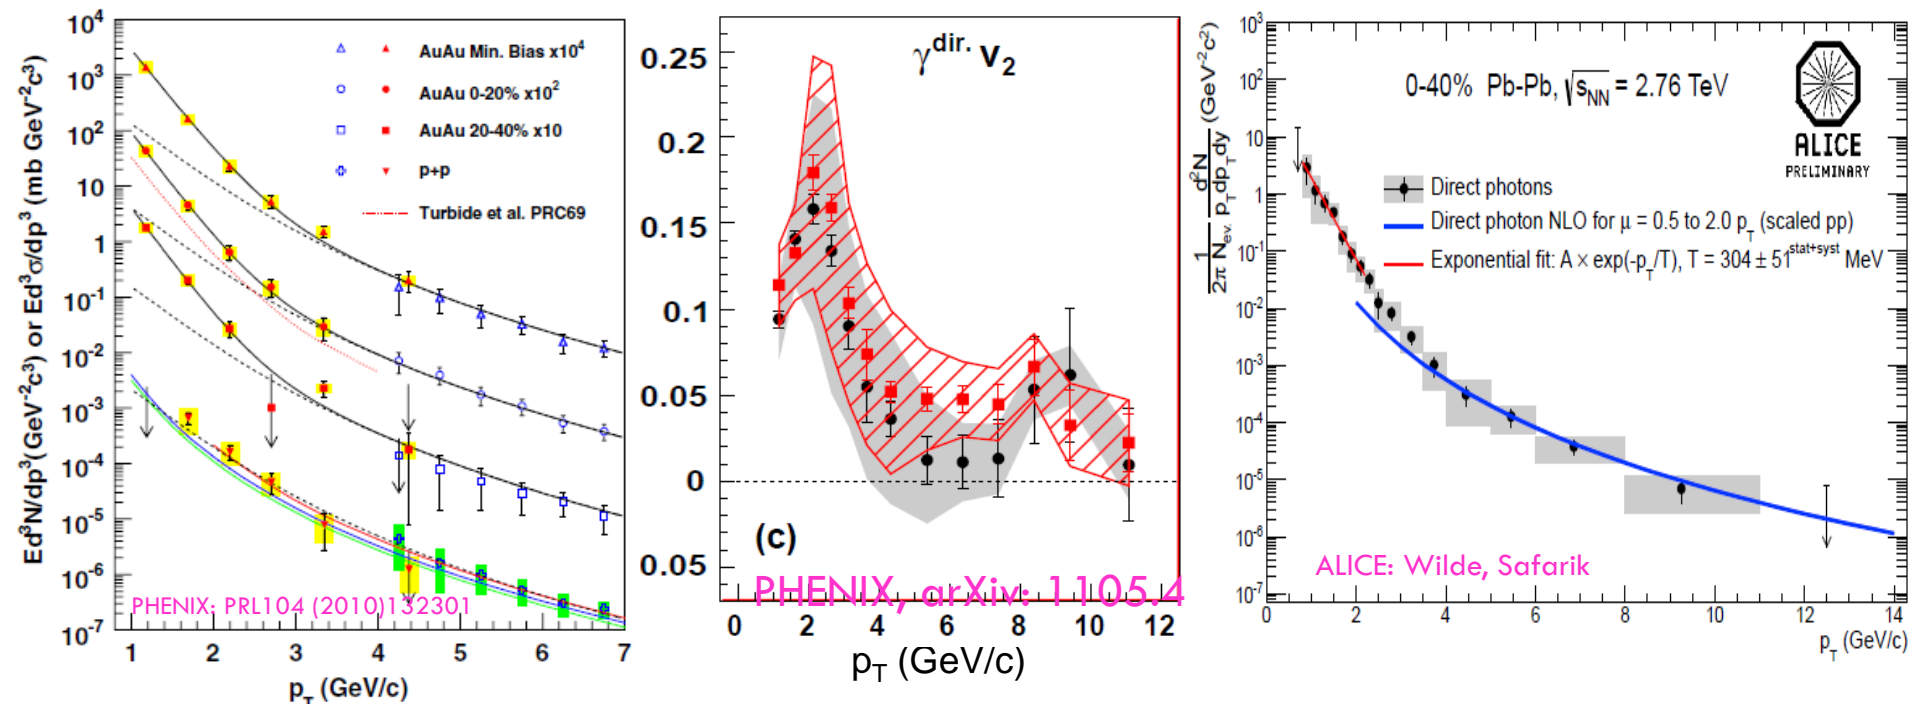 Ed³N/dp³(GeV⁻²c³) or Ed³σ/dp³ (mb GeV⁻²c³)
10⁴
10³
10²
10
1
10⁻¹
10⁻²
10⁻³
10⁻⁴
10⁻⁵
10⁻⁶
10⁻⁷
AuAu Min. Bias x10⁴
AuAu 0-20% x10²
AuAu 20-40% x10
p+p
Turbide et al. PRC69
PHENIX: PRL104 (2010)132301
1 2 3 4 5 6 7
p_T (GeV/c)
γ^dir. v₂
0.25
0.2
0.15
0.1
0.05
0
0.05
(c)
PHENIX, arXiv: 1105.4
0 2 4 6 8 10 12
p_T (GeV/c)
1/(2π N_ev.) d²N/(p_T dp_T dy) (GeV⁻²c²)
10³
10²
10
1
10⁻¹
10⁻²
10⁻³
10⁻⁴
10⁻⁵
10⁻⁶
10⁻⁷
0-40% Pb-Pb, √s_NN = 2.76 TeV
ALICE
PRELIMINARY
Direct photons
Direct photon NLO for μ = 0.5 to 2.0 p_T (scaled pp)
Exponential fit: A × exp(-p_T/T), T = 304 ± 51^stat+syst MeV
ALICE: Wilde, Safarik
0 2 4 6 8 10 12 14
p_T (GeV/c)